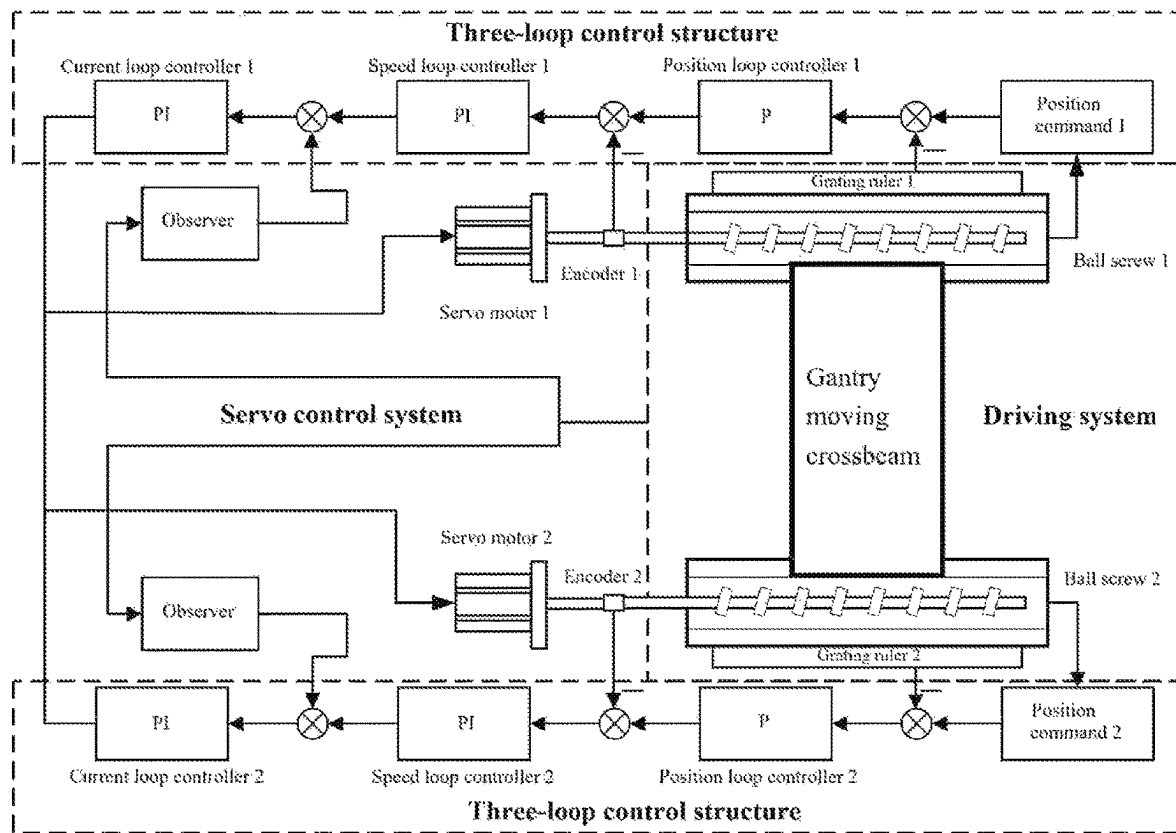 Three-loop control structure
Current loop controller 1
Speed loop controller 1
Position loop controller 1
PI
PI
P
Position
command 1
Grating ruler 1
Observer
Encoder 1
Ball screw 1
Servo motor 1
Servo control system
Gantry
moving
crossbeam
Driving system
Servo motor 2
Encoder 2
Ball screw 2
Observer
Grating ruler 2
PI
PI
P
Position
command 2
Current loop controller 2
Speed loop controller 2
Position loop controller 2
Three-loop control structure